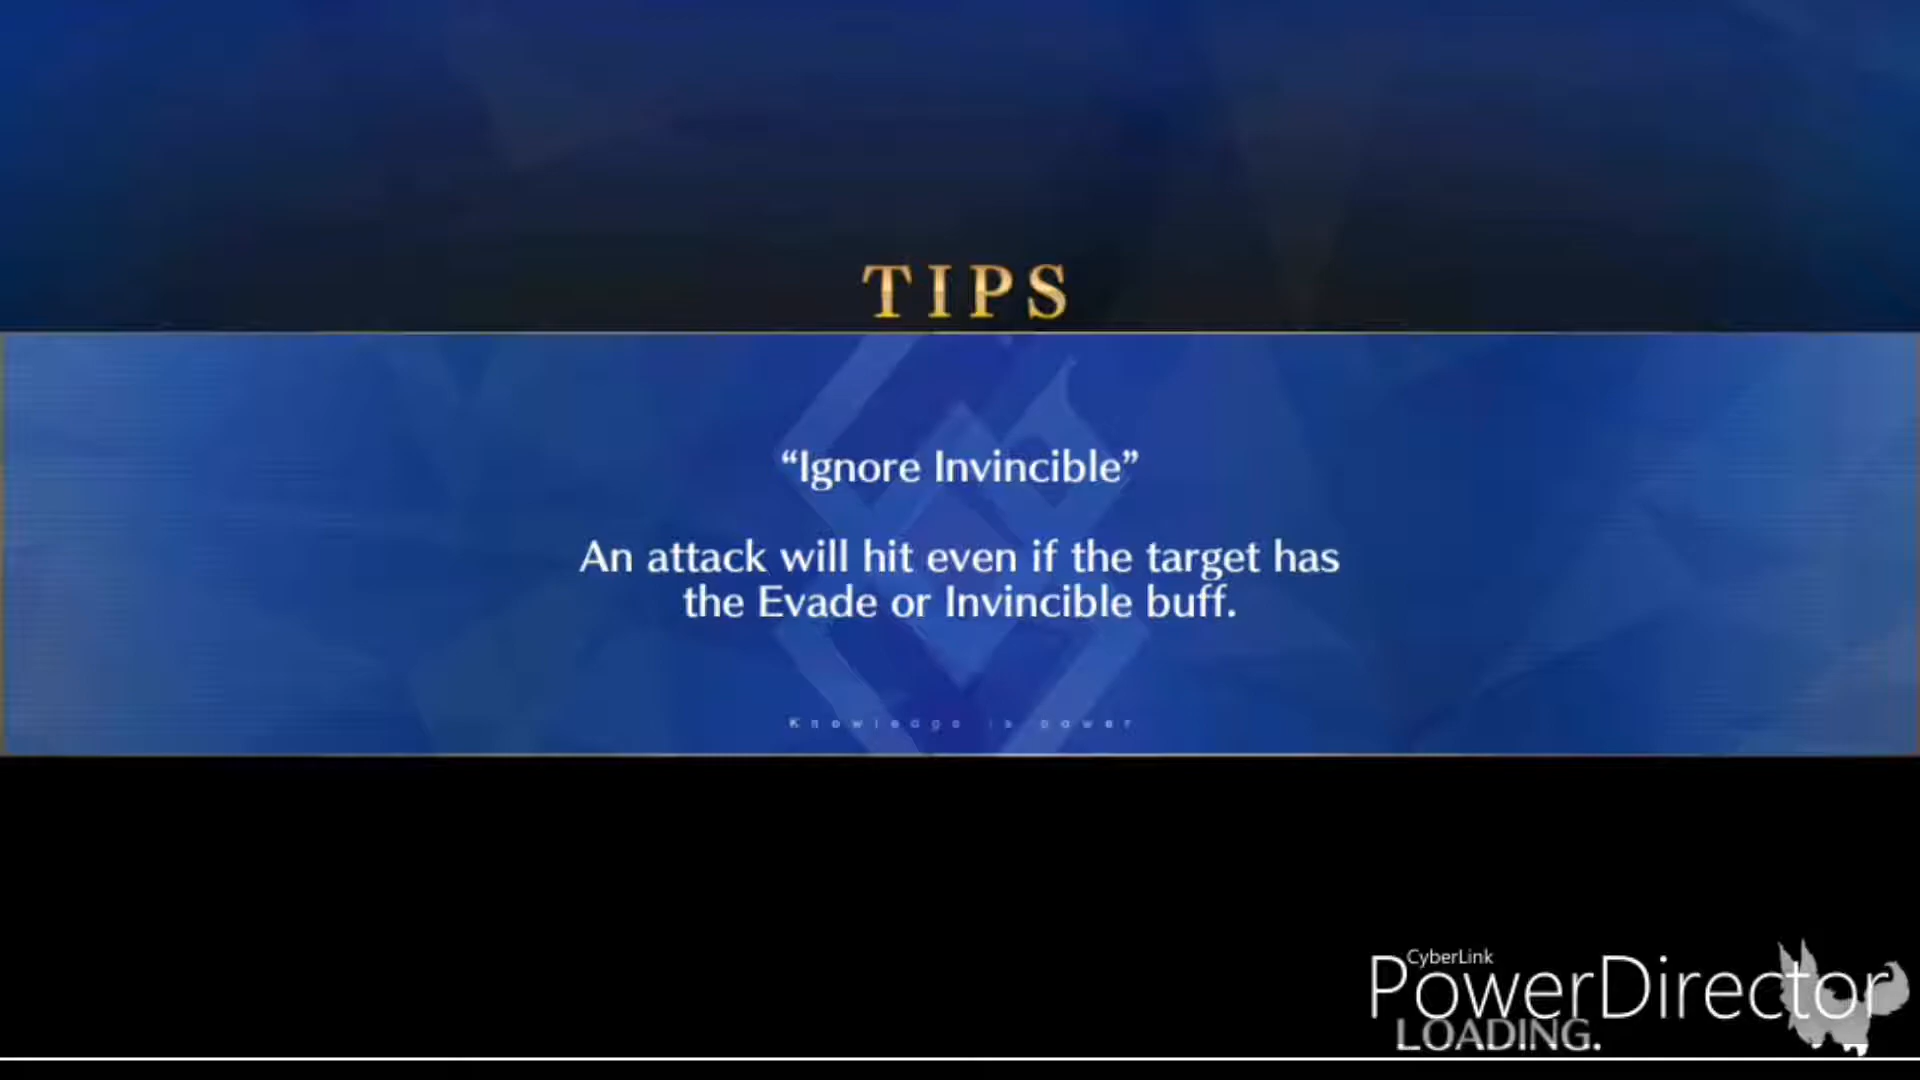 TIPS
“Ignore Invincible”
An attack will hit even if the target has
the Evade or Invincible buff.
Knowledge is power
CyberLink
PowerDirector
LOADING.